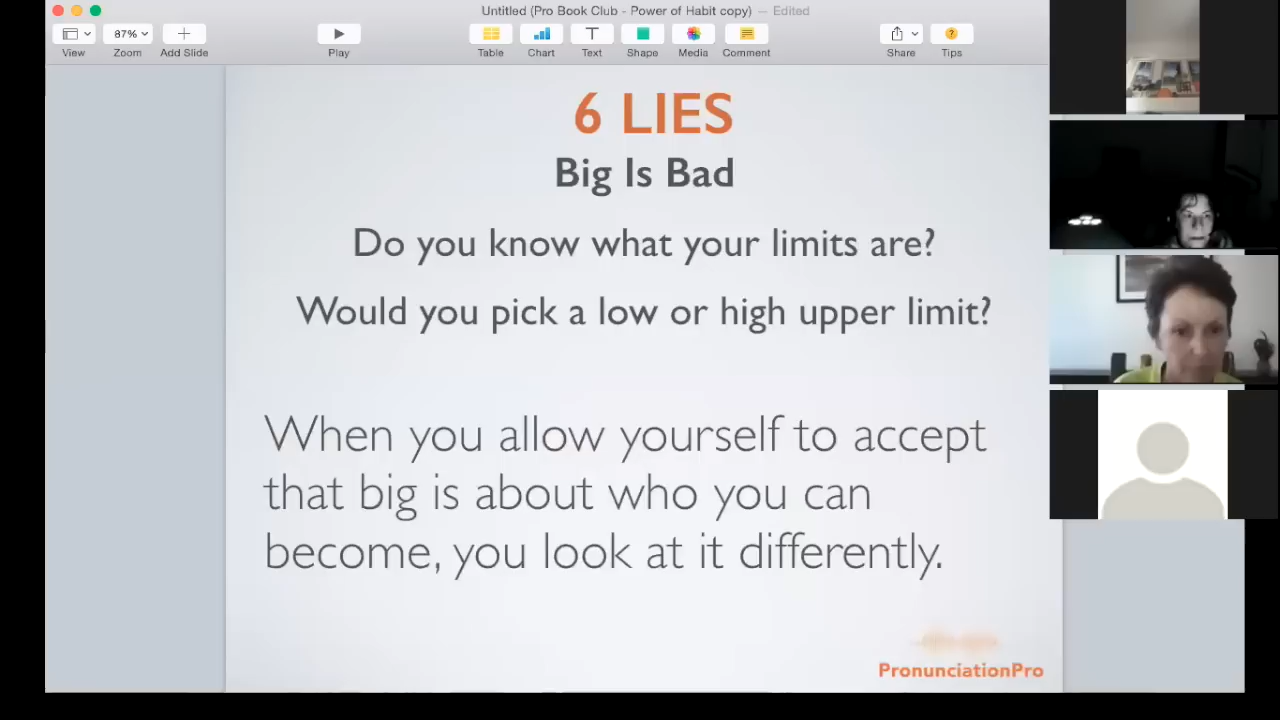 Untitled (Pro Book Club - Power of Habit copy) — Edited
87%
View Zoom Add Slide Play Table Chart Text Shape Media Comment Share Tips
6 LIES
Big Is Bad
Do you know what your limits are?
Would you pick a low or high upper limit?
When you allow yourself to accept
that big is about who you can
become, you look at it differently.
PronunciationPro